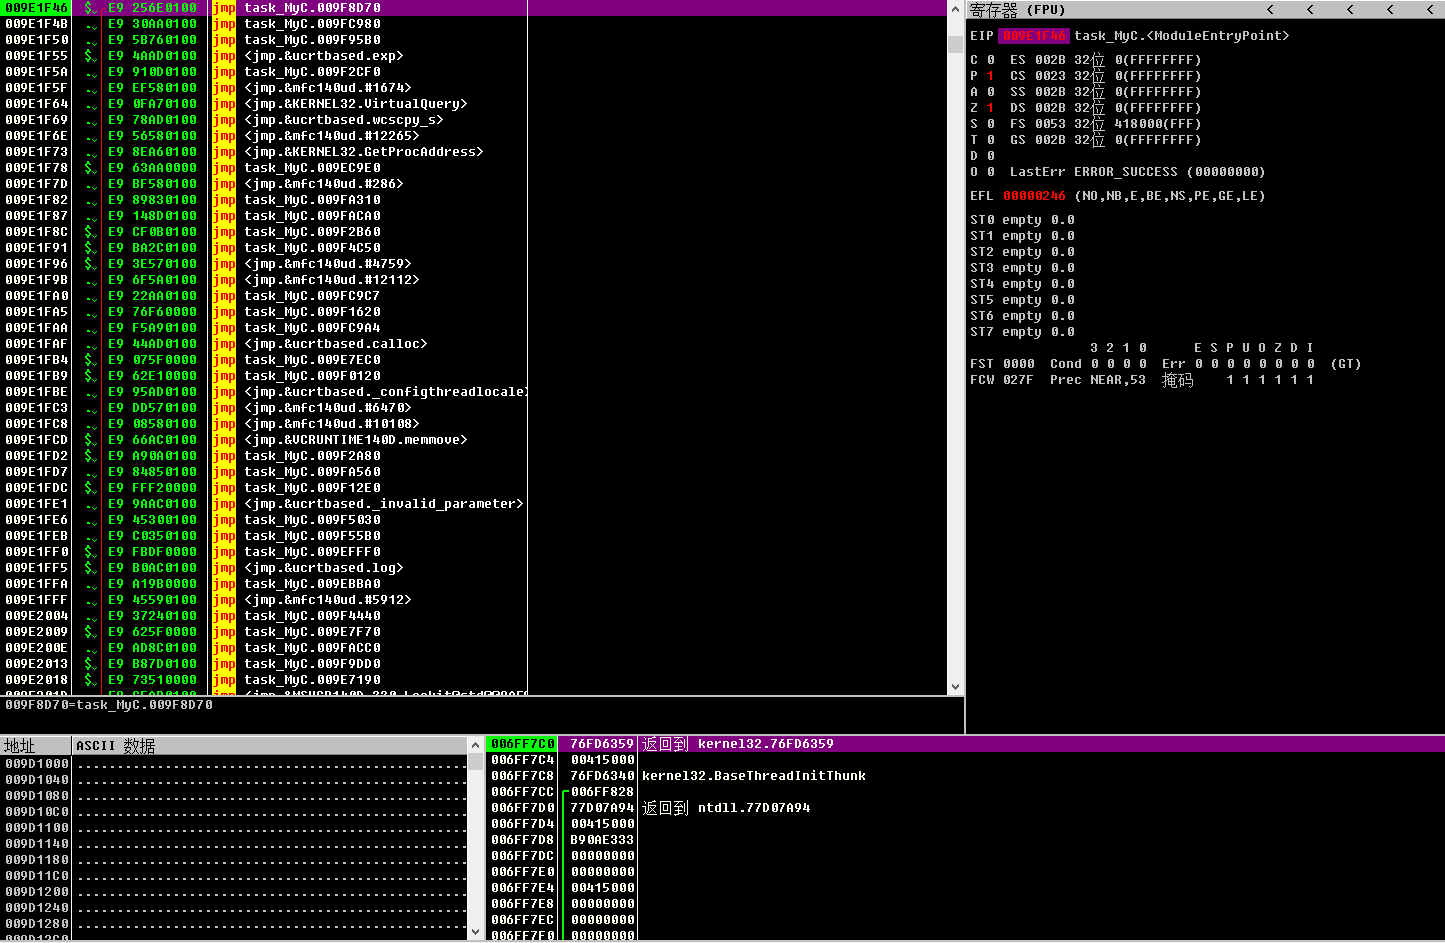 009E1F46 $ E9 256E0100 jmp task_MyC.009F8D70
009E1F4B . E9 30AA0100 jmp task_MyC.009FC980
009E1F50 . E9 5B760100 jmp task_MyC.009F95B0
009E1F55 $ E9 4AAD0100 jmp <jmp.&ucrtbased.exp>
009E1F5A . E9 910D0100 jmp task_MyC.009F2CF0
009E1F5F . E9 EF580100 jmp <jmp.&mfc140ud.#1674>
009E1F64 . E9 0FA70100 jmp <jmp.&KERNEL32.VirtualQuery>
009E1F69 . E9 78AD0100 jmp <jmp.&ucrtbased.wcscpy_s>
009E1F6E . E9 56580100 jmp <jmp.&mfc140ud.#12265>
009E1F73 . E9 8EA60100 jmp <jmp.&KERNEL32.GetProcAddress>
009E1F78 $ E9 63AA0000 jmp task_MyC.009EC9E0
009E1F7D . E9 BF580100 jmp <jmp.&mfc140ud.#286>
009E1F82 . E9 89830100 jmp task_MyC.009FA310
009E1F87 . E9 148D0100 jmp task_MyC.009FACA0
009E1F8C $ E9 CF0B0100 jmp task_MyC.009F2B60
009E1F91 $ E9 BA2C0100 jmp task_MyC.009F4C50
009E1F96 $ E9 3E570100 jmp <jmp.&mfc140ud.#4759>
009E1F9B . E9 6F5A0100 jmp <jmp.&mfc140ud.#12112>
009E1FA0 . E9 22AA0100 jmp task_MyC.009FC9C7
009E1FA5 . E9 76F60000 jmp task_MyC.009F1620
009E1FAA . E9 F5A90100 jmp task_MyC.009FC9A4
009E1FAF . E9 44AD0100 jmp <jmp.&ucrtbased.calloc>
009E1FB4 $ E9 075F0000 jmp task_MyC.009E7EC0
009E1FB9 $ E9 62E10000 jmp task_MyC.009F0120
009E1FBE . E9 95AD0100 jmp <jmp.&ucrtbased._configthreadlocale>
009E1FC3 . E9 DD570100 jmp <jmp.&mfc140ud.#6470>
009E1FC8 . E9 08580100 jmp <jmp.&mfc140ud.#10108>
009E1FCD $ E9 66AC0100 jmp <jmp.&VCRUNTIME140D.memmove>
009E1FD2 $ E9 A90A0100 jmp task_MyC.009F2A80
009E1FD7 . E9 84850100 jmp task_MyC.009FA560
009E1FDC $ E9 FFF20000 jmp task_MyC.009F12E0
009E1FE1 . E9 9AAC0100 jmp <jmp.&ucrtbased._invalid_parameter>
009E1FE6 . E9 45300100 jmp task_MyC.009F5030
009E1FEB . E9 C0350100 jmp task_MyC.009F55B0
009E1FF0 $ E9 FBDF0000 jmp task_MyC.009EFFF0
009E1FF5 $ E9 B0AC0100 jmp <jmp.&ucrtbased.log>
009E1FFA . E9 A19B0000 jmp task_MyC.009EBBA0
009E1FFF . E9 45590100 jmp <jmp.&mfc140ud.#5912>
009E2004 . E9 37240100 jmp task_MyC.009F4440
009E2009 $ E9 625F0000 jmp task_MyC.009E7F70
009E200E . E9 AD8C0100 jmp task_MyC.009FACC0
009E2013 $ E9 B87D0100 jmp task_MyC.009F9DD0
009E2018 $ E9 73510000 jmp task_MyC.009E7190
009F8D70=task_MyC.009F8D70
寄存器 (FPU) < < < < <
EIP 009E1F46 task_MyC.<ModuleEntryPoint>
C 0 ES 002B 32位 0(FFFFFFFF)
P 1 CS 0023 32位 0(FFFFFFFF)
A 0 SS 002B 32位 0(FFFFFFFF)
Z 1 DS 002B 32位 0(FFFFFFFF)
S 0 FS 0053 32位 418000(FFF)
T 0 GS 002B 32位 0(FFFFFFFF)
D 0
O 0 LastErr ERROR_SUCCESS (00000000)
EFL 00000246 (NO,NB,E,BE,NS,PE,GE,LE)
ST0 empty 0.0
ST1 empty 0.0
ST2 empty 0.0
ST3 empty 0.0
ST4 empty 0.0
ST5 empty 0.0
ST6 empty 0.0
ST7 empty 0.0
3 2 1 0 E S P U O Z D I
FST 0000 Cond 0 0 0 0 Err 0 0 0 0 0 0 0 0 (GT)
FCW 027F Prec NEAR,53 掩码 1 1 1 1 1 1
地址 ASCII 数据
009D1000 ................................................
009D1040 ................................................
009D1080 ................................................
009D10C0 ................................................
009D1100 ................................................
009D1140 ................................................
009D1180 ................................................
009D11C0 ................................................
009D1200 ................................................
009D1240 ................................................
009D1280 ................................................
006FF7C0 76FD6359 返回到 kernel32.76FD6359
006FF7C4 00415000
006FF7C8 76FD6340 kernel32.BaseThreadInitThunk
006FF7CC 006FF828
006FF7D0 77D07A94 返回到 ntdll.77D07A94
006FF7D4 00415000
006FF7D8 B90AE333
006FF7DC 00000000
006FF7E0 00000000
006FF7E4 00415000
006FF7E8 00000000
006FF7EC 00000000
006FF7F0 00000000